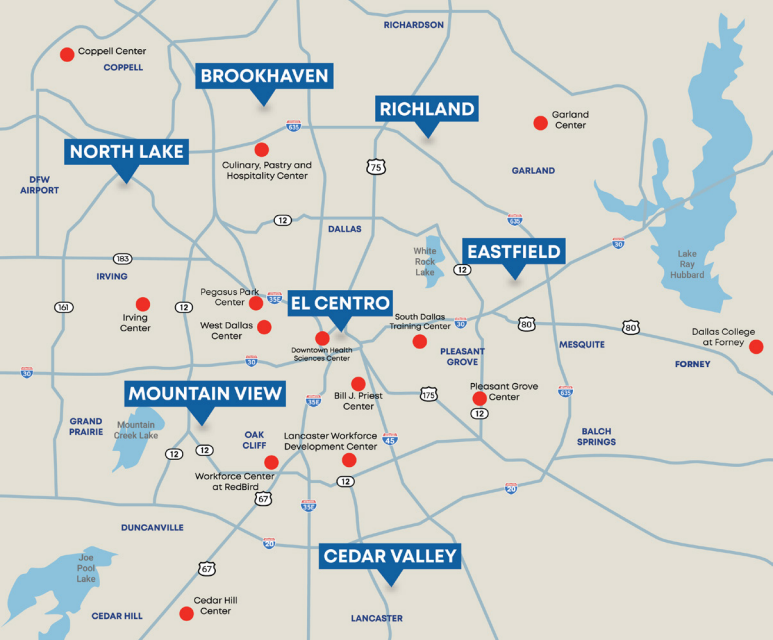 RICHARDSON
Coppell Center
COPPELL
BROOKHAVEN
RICHLAND
Garland
Center
635
NORTH LAKE
Culinary, Pastry and
Hospitality Center
75
GARLAND
DFW
AIRPORT
12
635
DALLAS
30
White
Rock
Lake
EASTFIELD
Lake
Ray
Hubbard
183
12
IRVING
Pegasus Park
Center
35E
EL CENTRO
161
Irving
Center
12
West Dallas
Center
South Dallas
Training Center
30
80
80
Dallas College
at Forney
Downtown Health
Sciences Center
PLEASANT
GROVE
MESQUITE
FORNEY
30
30
MOUNTAIN VIEW
Bill J. Priest
Center
175
Pleasant Grove
Center
635
35E
12
GRAND
PRAIRIE
Mountain
Creek Lake
OAK
CLIFF
Lancaster Workforce
Development Center
45
BALCH
SPRINGS
12
12
Workforce Center
at RedBird
12
67
20
35E
DUNCANVILLE
20
CEDAR VALLEY
Joe
Pool
Lake
67
Cedar Hill
Center
CEDAR HILL
LANCASTER